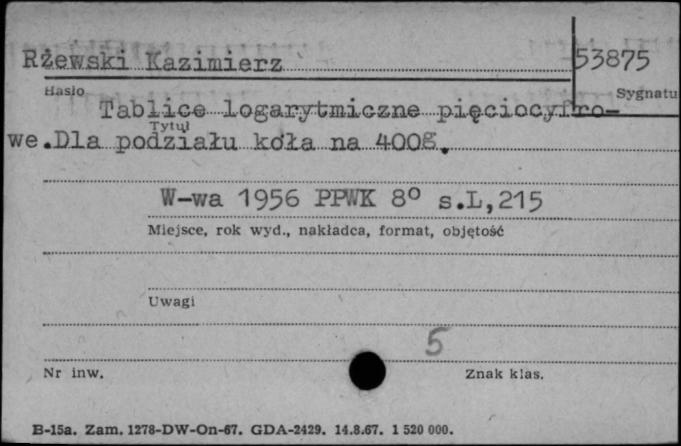 Rżewski Kazimierz 53875
Hasło Sygnatu
Tablice logarytmiczne pięciocyfro-
Tytuł
we.Dla podziału koła na 400g.
W-wa 1956 PPWK 8° s.L,215
Miejsce, rok wyd., nakładca, format, objętość
Uwagi
5
Nr inw. Znak klas.
B-15a. Zam. 1278-DW-On-67. GDA-2429. 14.8.67. 1 520 000.